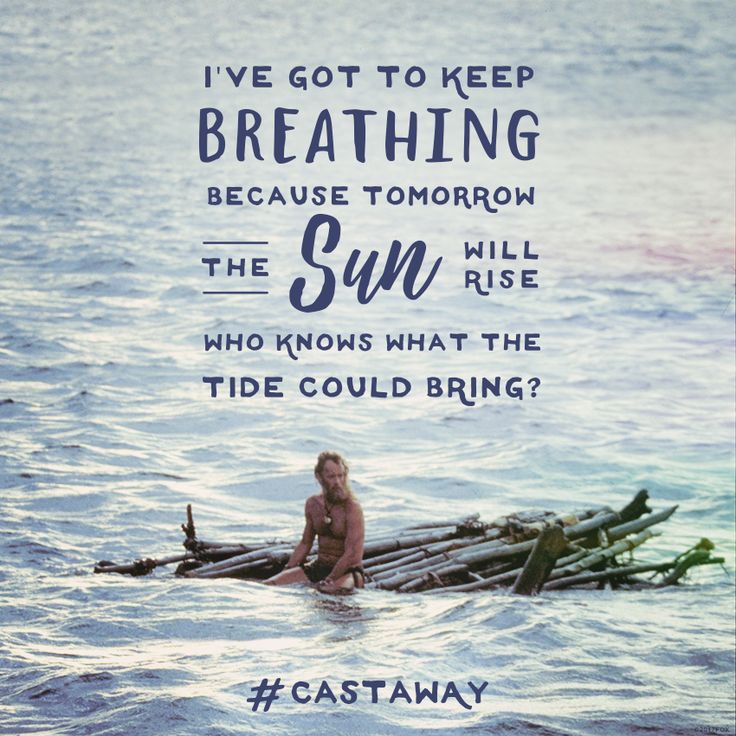 I'VE GOT TO KEEP
BREATHING
BECAUSE TOMORROW
THE Sun WILL RISE
WHO KNOWS WHAT THE
TIDE COULD BRING?
#CASTAWAY
©2017FOX